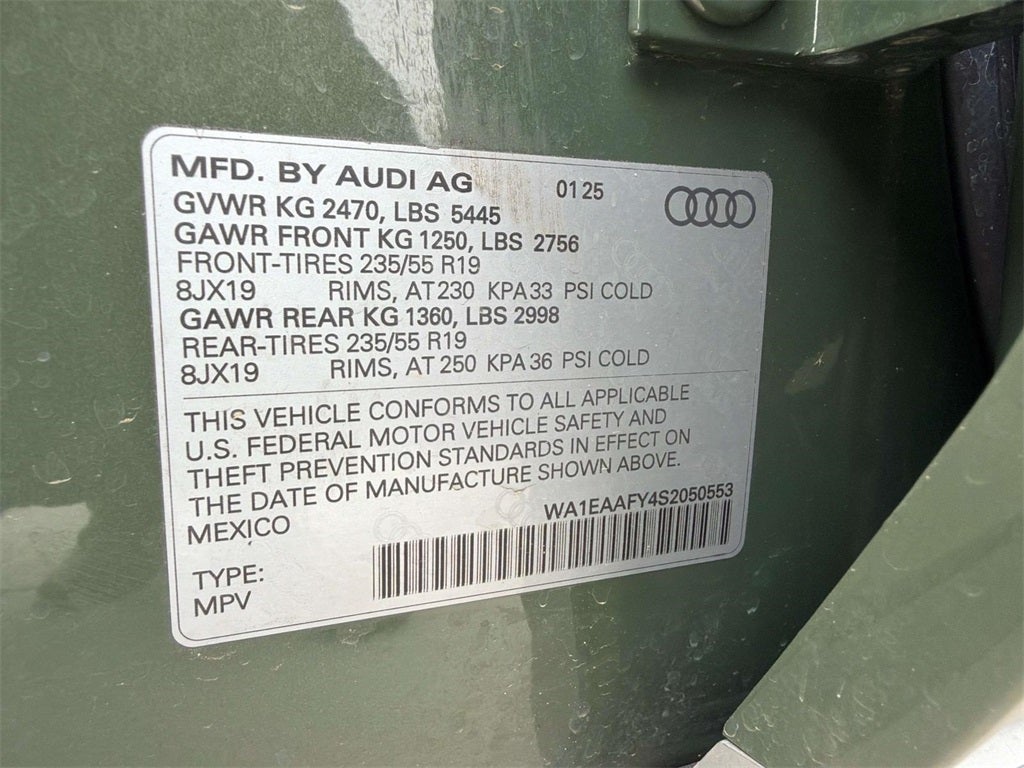 MFD. BY AUDI AG 01 25
GVWR KG 2470, LBS 5445
GAWR FRONT KG 1250, LBS 2756
FRONT-TIRES 235/55 R19
8JX19 RIMS, AT 230 KPA 33 PSI COLD
GAWR REAR KG 1360, LBS 2998
REAR-TIRES 235/55 R19
8JX19 RIMS, AT 250 KPA 36 PSI COLD
THIS VEHICLE CONFORMS TO ALL APPLICABLE
U.S. FEDERAL MOTOR VEHICLE SAFETY AND
THEFT PREVENTION STANDARDS IN EFFECT ON
THE DATE OF MANUFACTURE SHOWN ABOVE.
MEXICO WA1EAAFY4S2050553
TYPE:
MPV